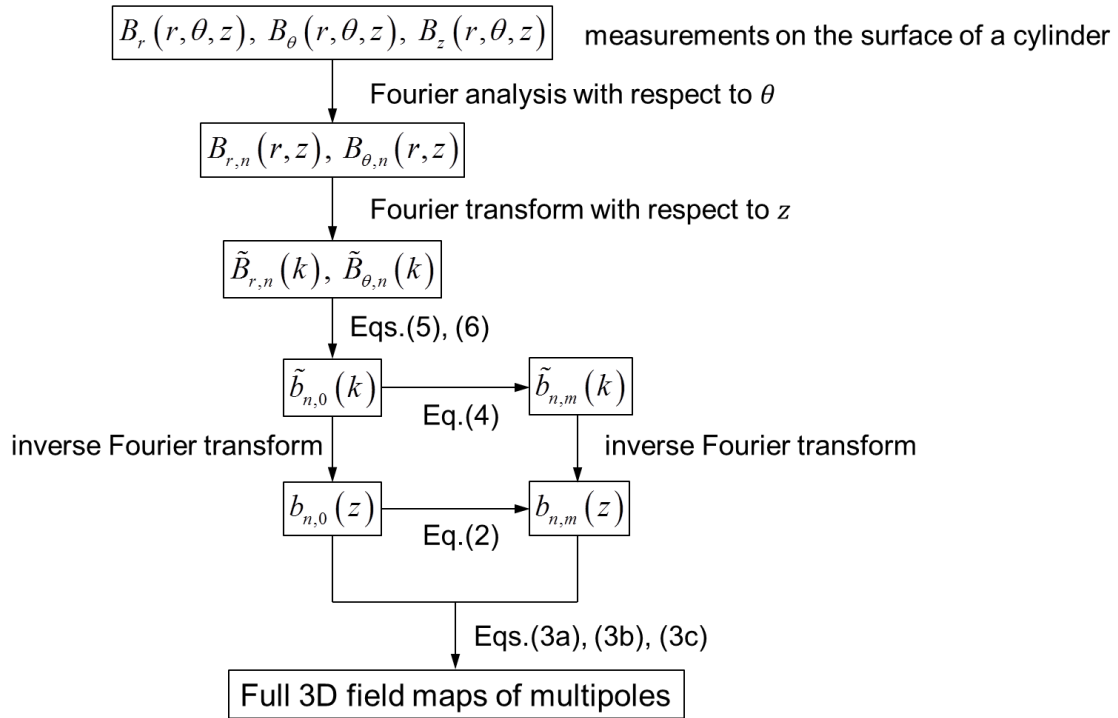 B_r(r,θ,z), B_θ(r,θ,z), B_z(r,θ,z) measurements on the surface of a cylinder
Fourier analysis with respect to θ
B_{r,n}(r,z), B_{θ,n}(r,z)
Fourier transform with respect to z
B̃_{r,n}(k), B̃_{θ,n}(k)
Eqs.(5), (6)
b̃_{n,0}(k) b̃_{n,m}(k)
Eq.(4)
inverse Fourier transform inverse Fourier transform
b_{n,0}(z) b_{n,m}(z)
Eq.(2)
Eqs.(3a), (3b), (3c)
Full 3D field maps of multipoles